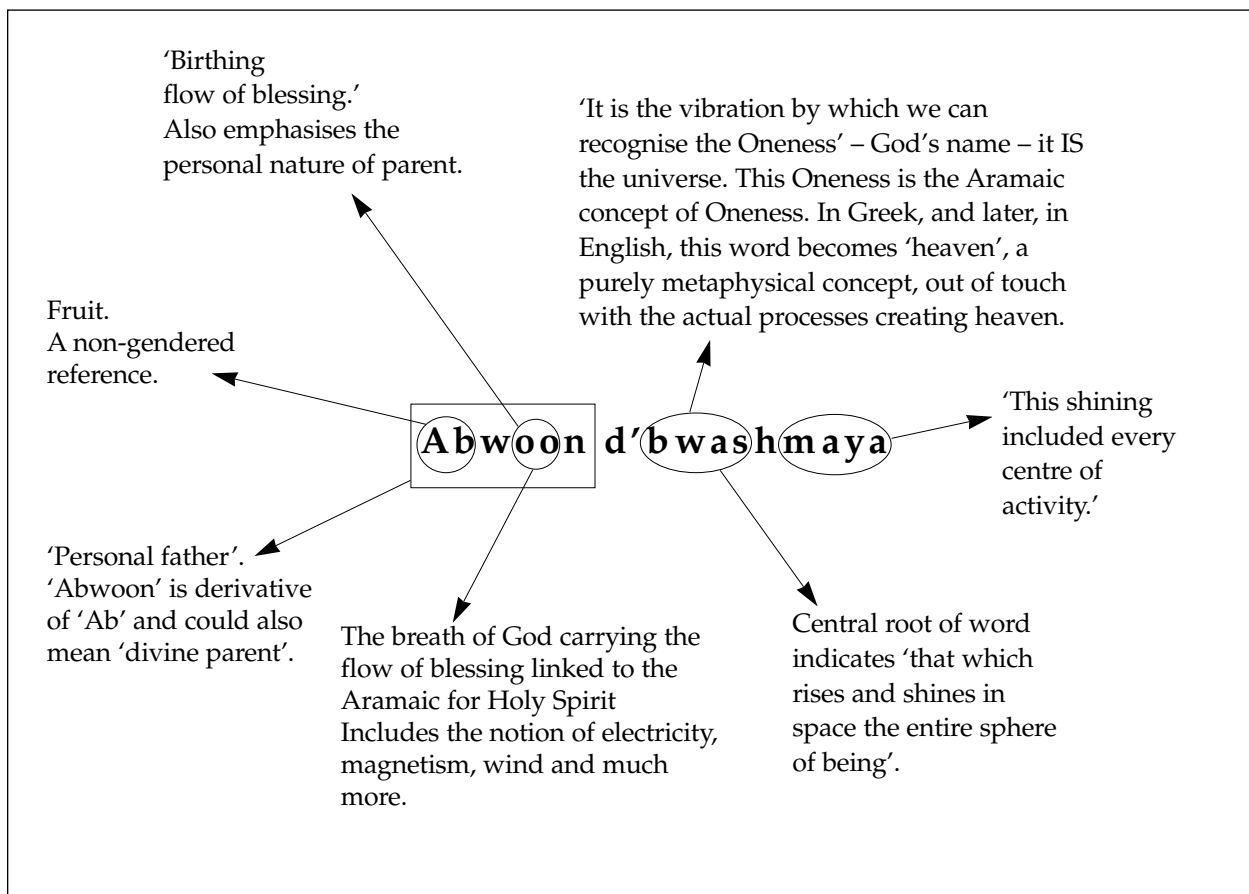 ‘Birthing
flow of blessing.’
Also emphasises the
personal nature of parent.
‘It is the vibration by which we can
recognise the Oneness’ – God’s name – it IS
the universe. This Oneness is the Aramaic
concept of Oneness. In Greek, and later, in
English, this word becomes ‘heaven’, a
purely metaphysical concept, out of touch
with the actual processes creating heaven.
Fruit.
A non-gendered
reference.
Abwoon d’bwashmaya
‘This shining
included every
centre of
activity.’
‘Personal father’.
‘Abwoon’ is derivative
of ‘Ab’ and could also
mean ‘divine parent’.
The breath of God carrying the
flow of blessing linked to the
Aramaic for Holy Spirit
Includes the notion of electricity,
magnetism, wind and much
more.
Central root of word
indicates ‘that which
rises and shines in
space the entire sphere
of being’.